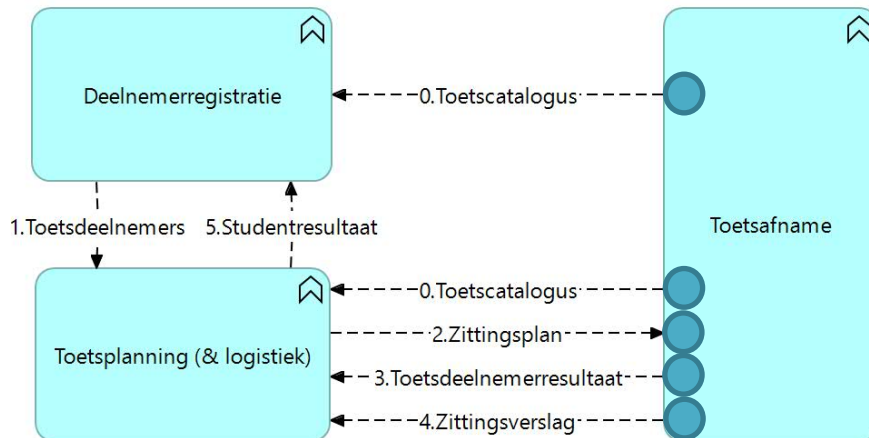 Deelnemerregistratie
0.Toetscatalogus
1.Toetsdeelnemers
5.Studentresultaat
Toetsafname
0.Toetscatalogus
2.Zittingsplan
Toetsplanning (& logistiek)
3.Toetsdeelnemerresultaat
4.Zittingsverslag